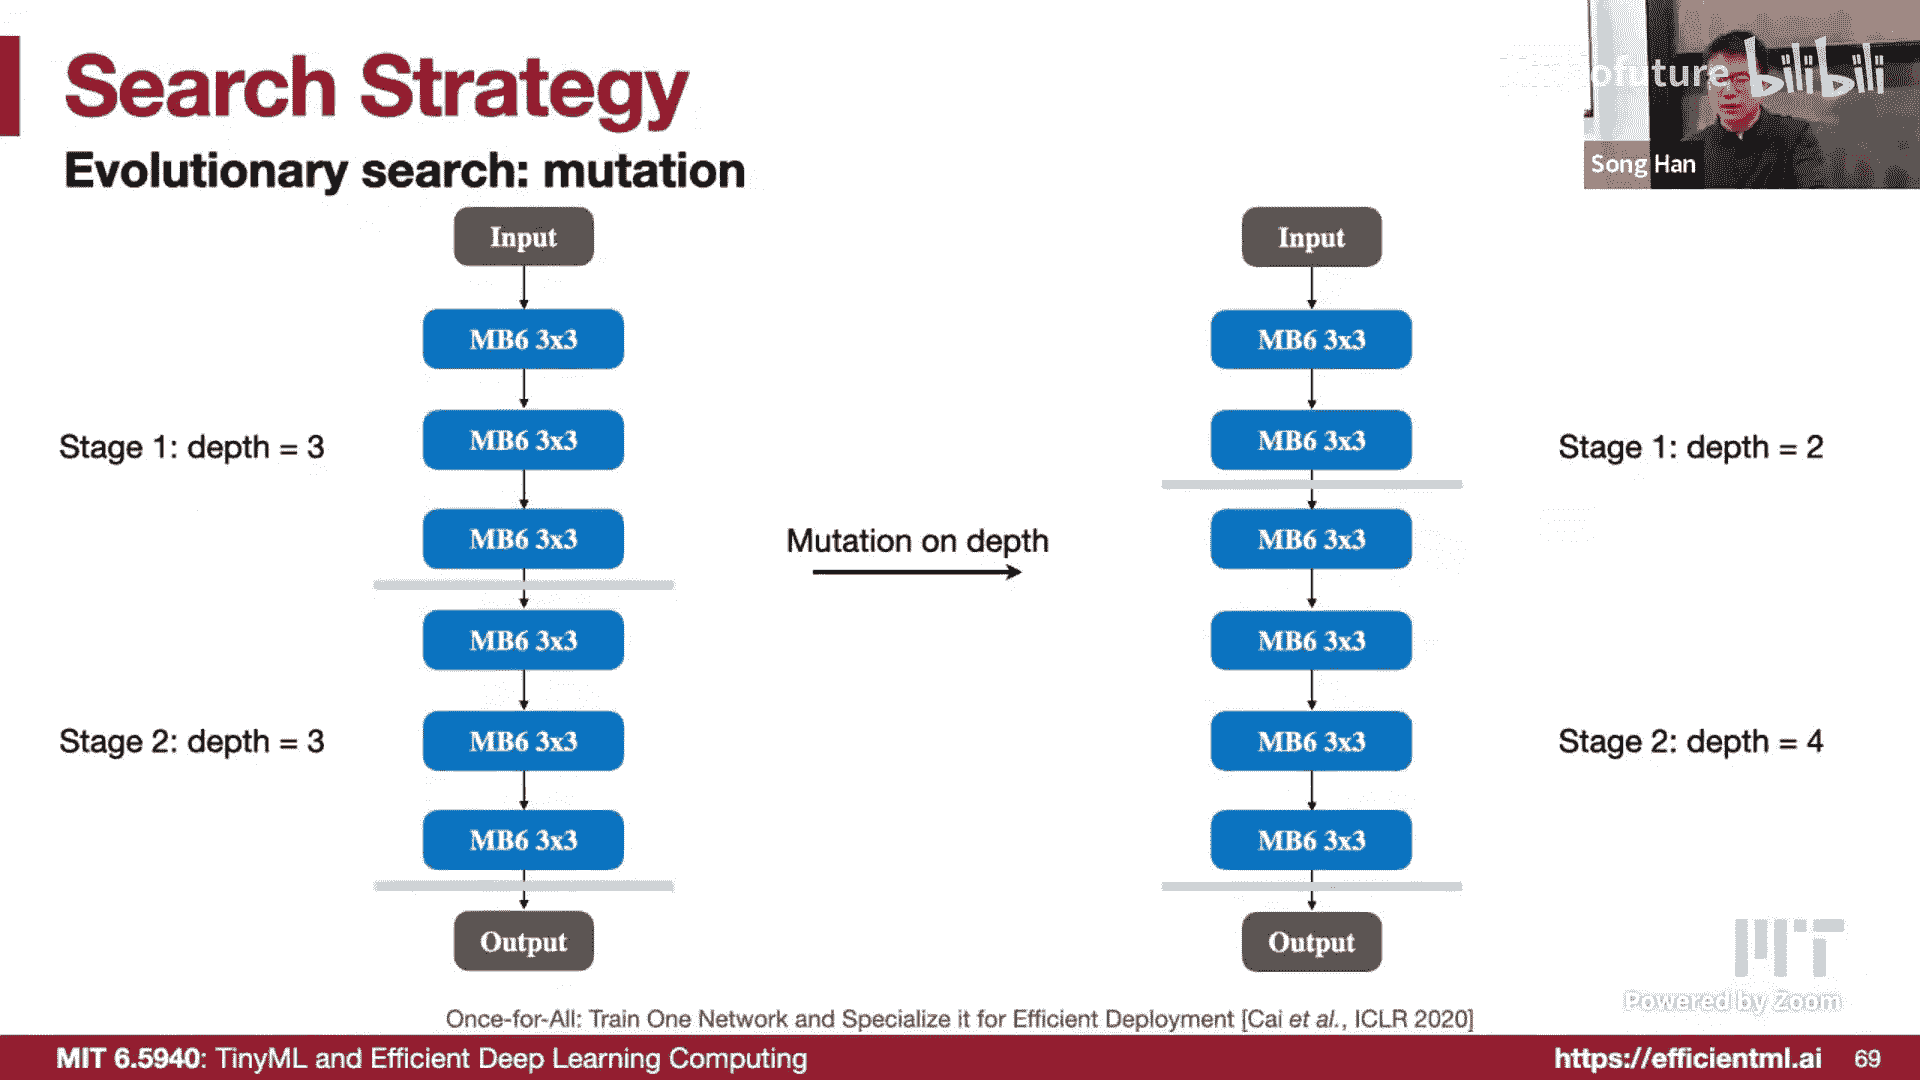 Search Strategy
Evolutionary search: mutation
ofuture bilibili
Song Han
Input
MB6 3x3
MB6 3x3
MB6 3x3
MB6 3x3
MB6 3x3
MB6 3x3
Output
Stage 1: depth = 3
Stage 2: depth = 3
Mutation on depth
Input
MB6 3x3
MB6 3x3
MB6 3x3
MB6 3x3
MB6 3x3
MB6 3x3
Output
Stage 1: depth = 2
Stage 2: depth = 4
MIT
Powered by Zoom
Once-for-All: Train One Network and Specialize it for Efficient Deployment [Cai et al., ICLR 2020]
MIT 6.5940: TinyML and Efficient Deep Learning Computing
https://efficientml.ai 69